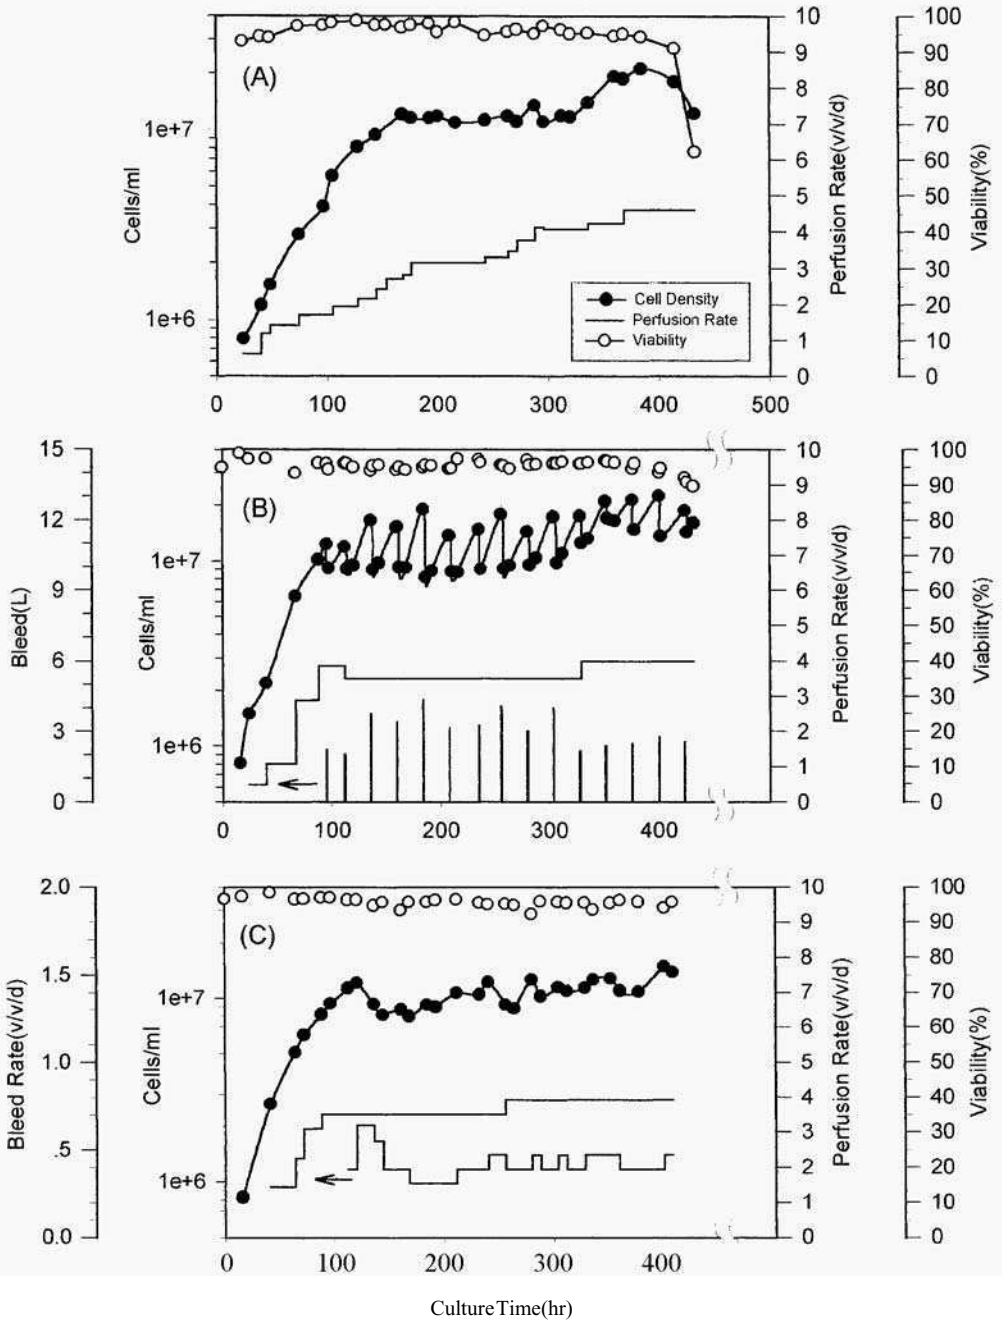 (A)
Cells/ml
1e+7
1e+6
0 100 200 300 400 500
10
9
8
7
6
5
4
3
2
1
0
Perfusion Rate(v/v/d)
100
90
80
70
60
50
40
30
20
10
0
Viability(%)
Cell Density
Perfusion Rate
Viability
(B)
15
12
9
6
3
0
Bleed(L)
Cells/ml
1e+7
1e+6
0 100 200 300 400
10
9
8
7
6
5
4
3
2
1
0
Perfusion Rate(v/v/d)
100
90
80
70
60
50
40
30
20
10
0
Viability(%)
(C)
2.0
1.5
1.0
.5
0.0
Bleed Rate(v/v/d)
Cells/ml
1e+7
1e+6
0 100 200 300 400
10
9
8
7
6
5
4
3
2
1
0
Perfusion Rate(v/v/d)
100
90
80
70
60
50
40
30
20
10
0
Viability(%)
Culture Time(hr)